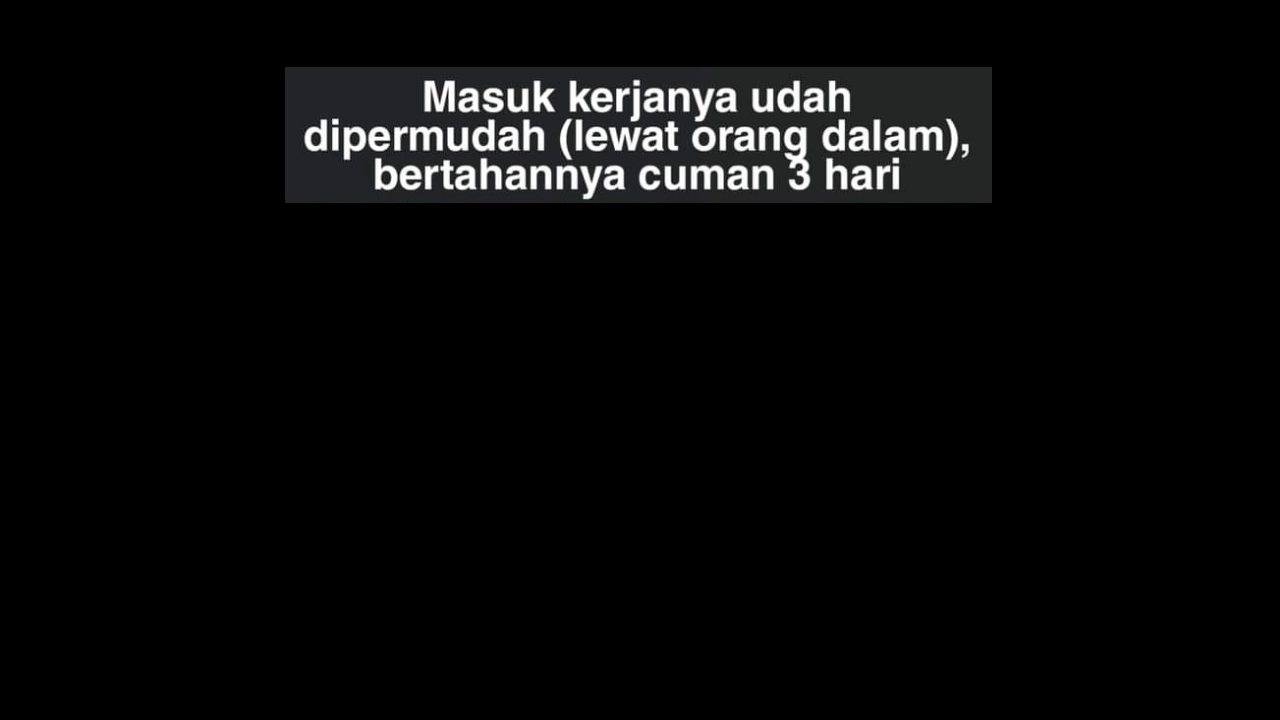 Masuk kerjanya udah
dipermudah (lewat orang dalam),
bertahannya cuman 3 hari